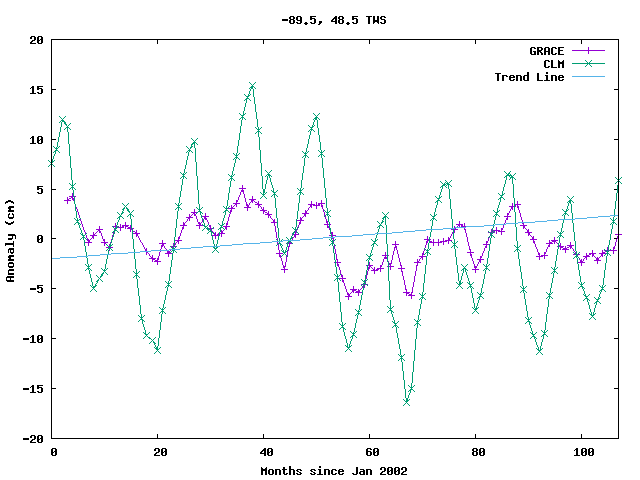 -89.5, 48.5 TWS
GRACE
CLM
Trend Line
20
15
10
5
0
-5
-10
-15
-20
Anomaly (cm)
0 20 40 60 80 100
Months since Jan 2002